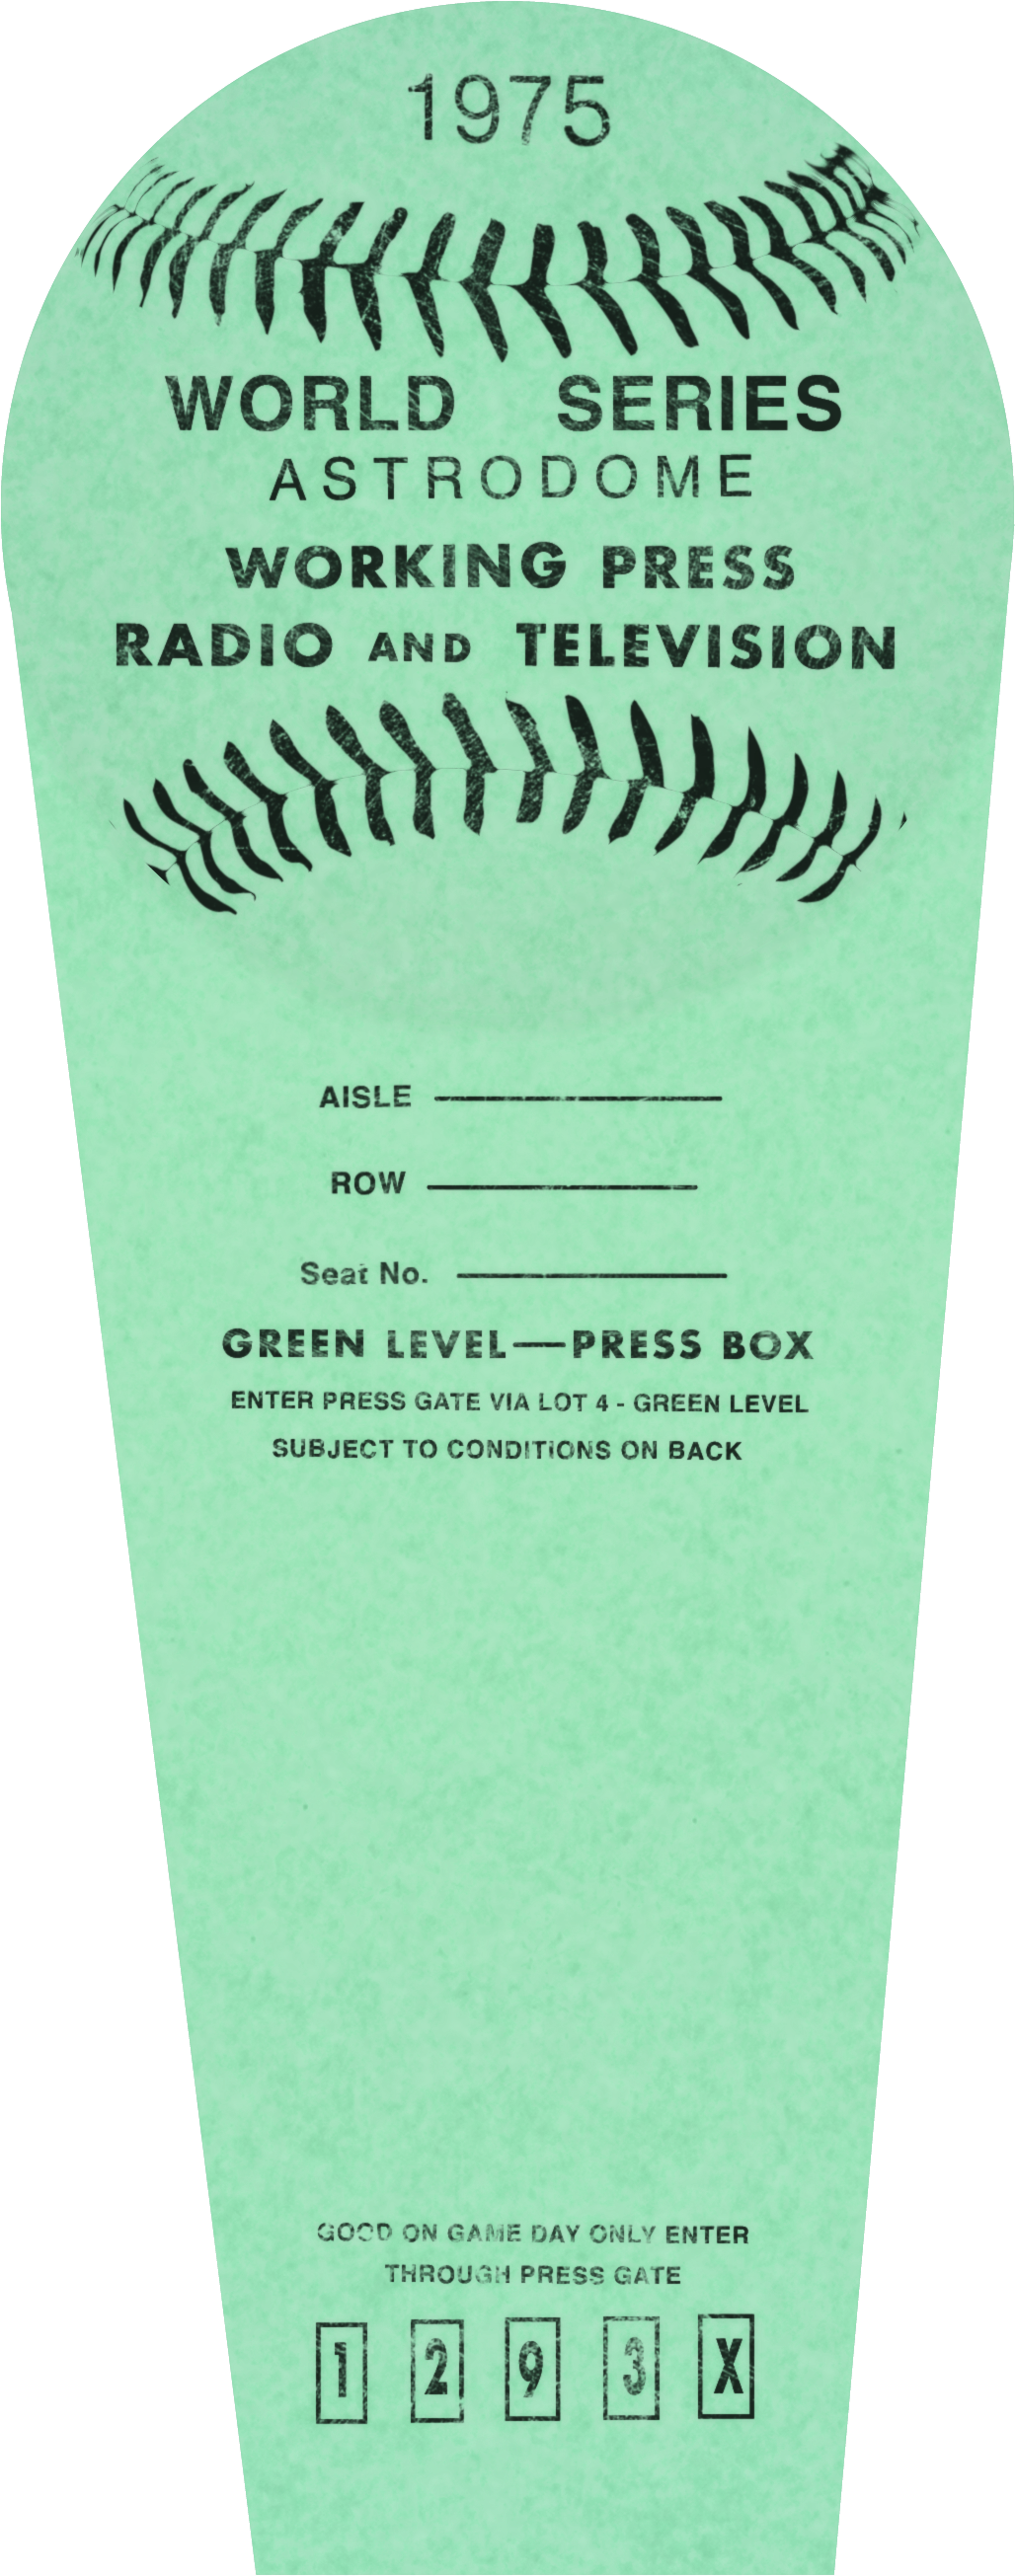 1975
WORLD SERIES
ASTRODOME
WORKING PRESS
RADIO AND TELEVISION
AISLE
ROW
Seat No.
GREEN LEVEL—PRESS BOX
ENTER PRESS GATE VIA LOT 4 - GREEN LEVEL
SUBJECT TO CONDITIONS ON BACK
GOOD ON GAME DAY ONLY ENTER
THROUGH PRESS GATE
1 2 9 3 X